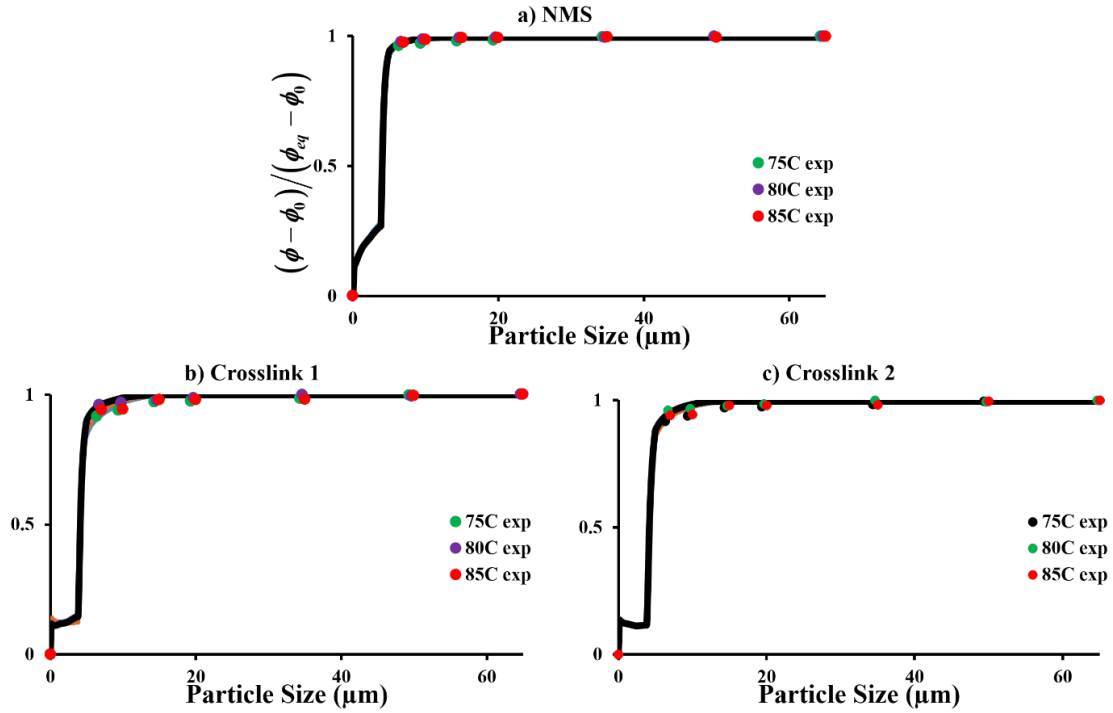 a) NMS
1
0.5
0
(ϕ − ϕ₀)/(ϕeq − ϕ₀)
75C exp
80C exp
85C exp
0 20 40 60
Particle Size (µm)
b) Crosslink 1
1
0.5
0
75C exp
80C exp
85C exp
0 20 40 60
Particle Size (µm)
c) Crosslink 2
1
0.5
0
75C exp
80C exp
85C exp
0 20 40 60
Particle Size (µm)